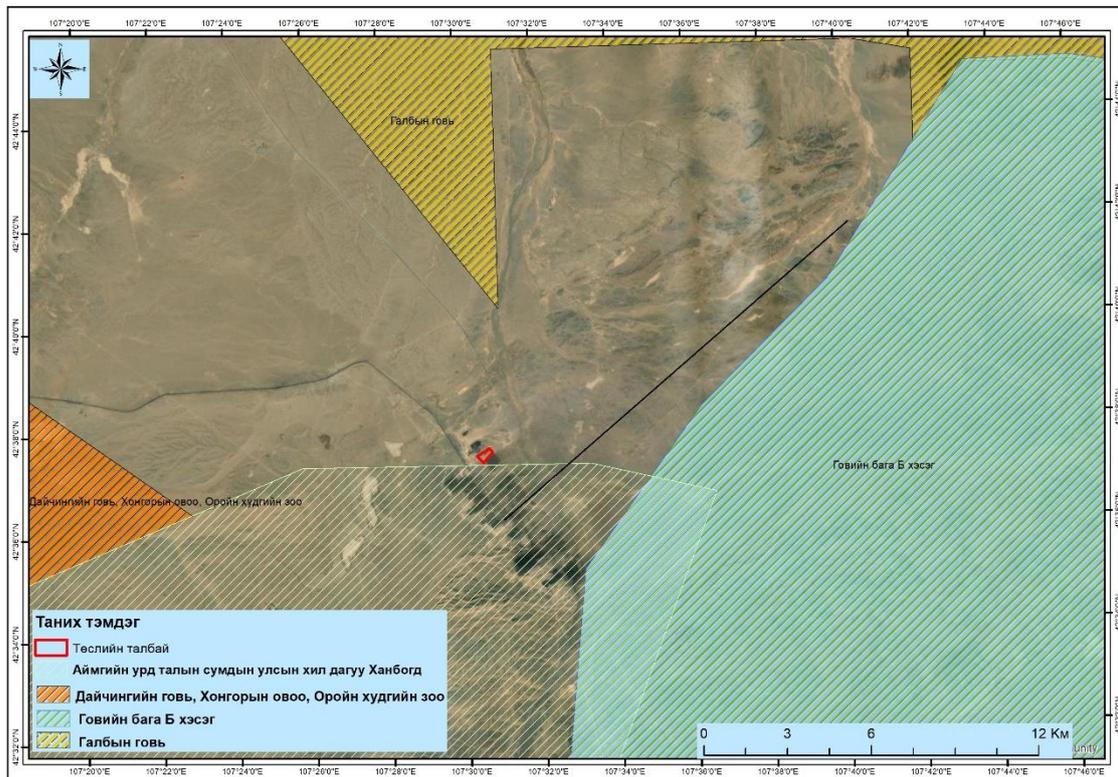 107°20'0"E 107°22'0"E 107°24'0"E 107°26'0"E 107°28'0"E 107°30'0"E 107°32'0"E 107°34'0"E 107°36'0"E 107°38'0"E 107°40'0"E 107°42'0"E 107°44'0"E 107°46'0"E
42°44'0"N
42°42'0"N
42°40'0"N
42°38'0"N
42°36'0"N
42°34'0"N
42°32'0"N
Галбын говь
Говийн бага Б хэсэг
Дайчингийн говь, Хонгорын овоо, Оройн худгийн зоо
Таних тэмдэг
Төслийн талбай
Аймгийн урд талын сумдын улсын хил дагуу Ханбогд
Дайчингийн говь, Хонгорын овоо, Оройн худгийн зоо
Говийн бага Б хэсэг
Галбын говь
0 3 6 12 Км
unity
107°20'0"E 107°22'0"E 107°24'0"E 107°26'0"E 107°28'0"E 107°30'0"E 107°32'0"E 107°34'0"E 107°36'0"E 107°38'0"E 107°40'0"E 107°42'0"E 107°44'0"E 107°46'0"E